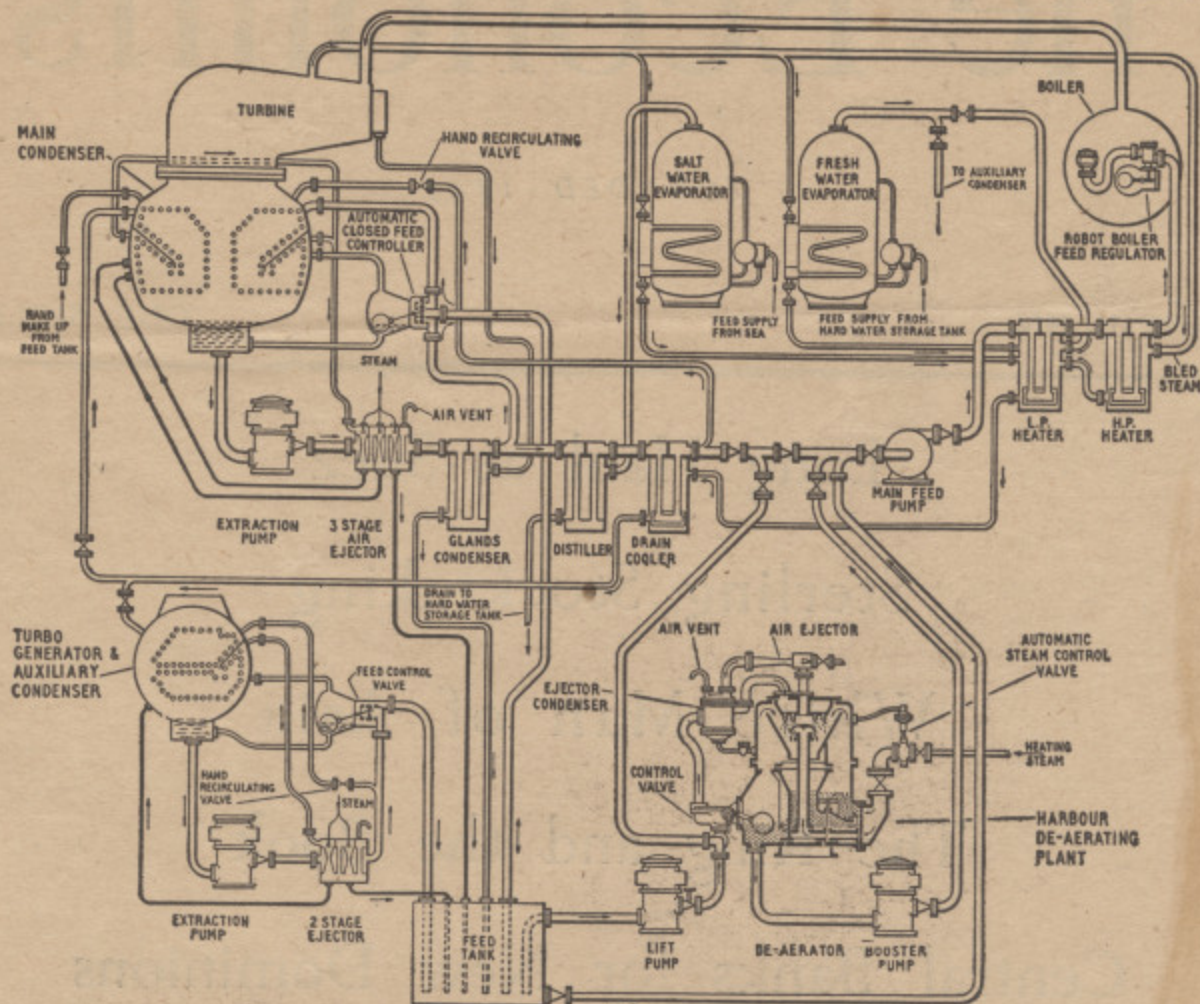 TURBINE
MAIN
CONDENSER
HAND RECIRCULATING
VALVE
AUTOMATIC
CLOSED FEED
CONTROLLER
SALT
WATER
EVAPORATOR
FRESH
WATER
EVAPORATOR
TO AUXILIARY
CONDENSER
BOILER
ROBOT BOILER
FEED REGULATOR
HAND
MAKE UP
FROM
FEED TANK
FEED SUPPLY
FROM SEA
FEED SUPPLY FROM
HARD WATER STORAGE TANK
STEAM
AIR VENT
BLED
STEAM
L.P.
HEATER
H.P.
HEATER
MAIN FEED
PUMP
EXTRACTION
PUMP
3 STAGE
AIR
EJECTOR
GLANDS
CONDENSER
DISTILLER
DRAIN
COOLER
DRAIN TO
HARD WATER
STORAGE TANK
TURBO
GENERATOR &
AUXILIARY
CONDENSER
FEED CONTROL
VALVE
AIR VENT
AIR EJECTOR
EJECTOR
CONDENSER
AUTOMATIC
STEAM CONTROL
VALVE
HEATING
STEAM
HAND
RECIRCULATING
VALVE
STEAM
CONTROL
VALVE
HARBOUR
DE-AERATING
PLANT
EXTRACTION
PUMP
2 STAGE
EJECTOR
FEED
TANK
LIFT
PUMP
DE-AERATOR
BOOSTER
PUMP